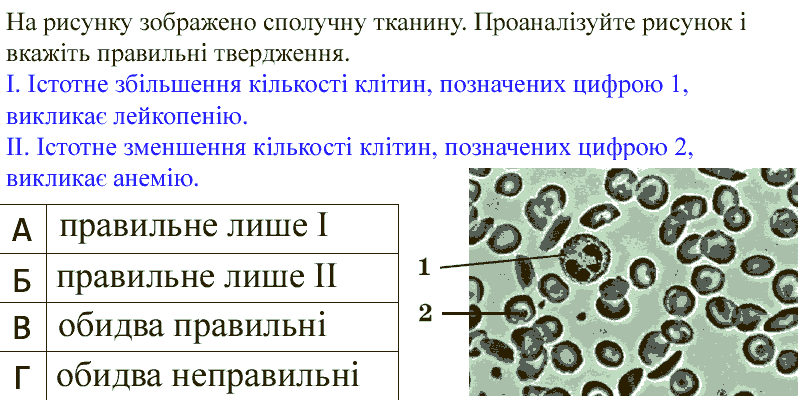 На рисунку зображено сполучну тканину. Проаналізуйте рисунок і
вкажіть правильні твердження.
І. Істотне збільшення кількості клітин, позначених цифрою 1,
викликає лейкопенію.
ІІ. Істотне зменшення кількості клітин, позначених цифрою 2,
викликає анемію.
А правильне лише І
Б правильне лише ІІ
В обидва правильні
Г обидва неправильні
1
2